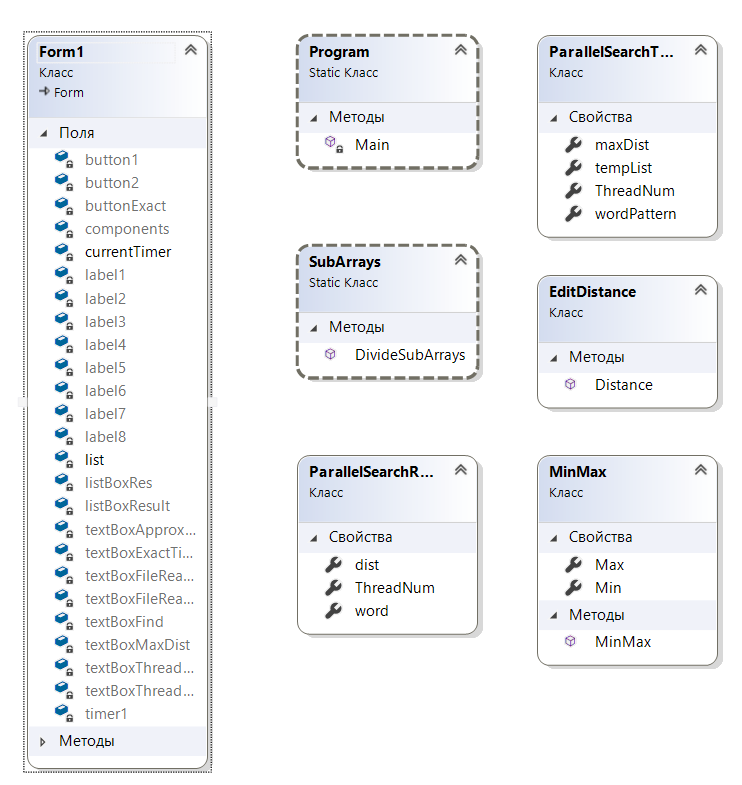 Form1
Класс
Form
Поля
button1
button2
buttonExact
components
currentTimer
label1
label2
label3
label4
label5
label6
label7
label8
list
listBoxRes
listBoxResult
textBoxApprox...
textBoxExactTi...
textBoxFileRea...
textBoxFileRea...
textBoxFind
textBoxMaxDist
textBoxThread...
textBoxThread...
timer1
Методы
Program
Static Класс
Методы
Main
SubArrays
Static Класс
Методы
DivideSubArrays
ParallelSearchR...
Класс
Свойства
dist
ThreadNum
word
ParallelSearchT...
Класс
Свойства
maxDist
tempList
ThreadNum
wordPattern
EditDistance
Класс
Методы
Distance
MinMax
Класс
Свойства
Max
Min
Методы
MinMax